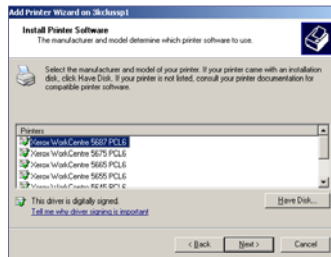 Add Printer Wizard on 3kclussp1
Install Printer Software
The manufacturer and model determine which printer software to use.
Select the manufacturer and model of your printer. If your printer came with an installation
disk, click Have Disk. If your printer is not listed, consult your printer documentation for
compatible printer software.
Printers
Xerox WorkCentre 5687 PCL6
Xerox WorkCentre 5675 PCL6
Xerox WorkCentre 5665 PCL6
Xerox WorkCentre 5655 PCL6
Xerox WorkCentre 5645 PCL6
This driver is digitally signed.
Have Disk...
Tell me why driver signing is important
< Back
Next >
Cancel